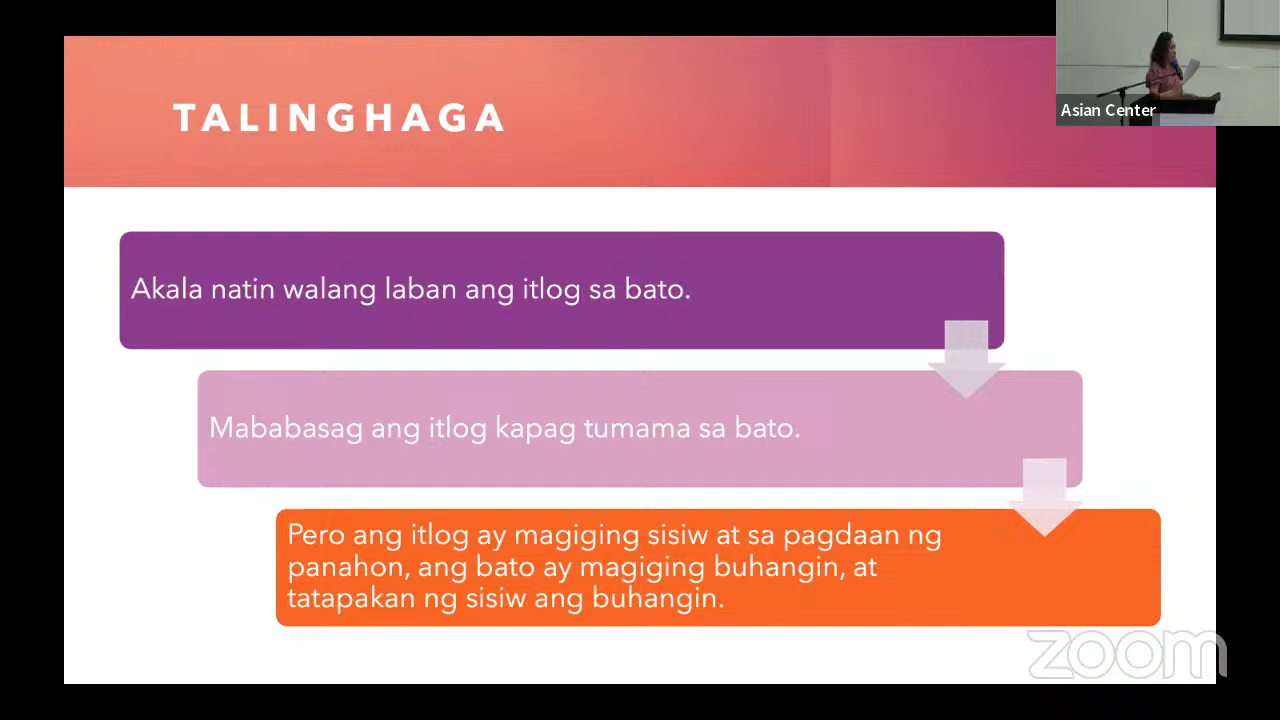 TALINGHAGA
Asian Center
Akala natin walang laban ang itlog sa bato.
Mababasag ang itlog kapag tumama sa bato.
Pero ang itlog ay magiging sisiw at sa pagdaan ng
panahon, ang bato ay magiging buhangin, at
tatapakan ng sisiw ang buhangin.
zoom